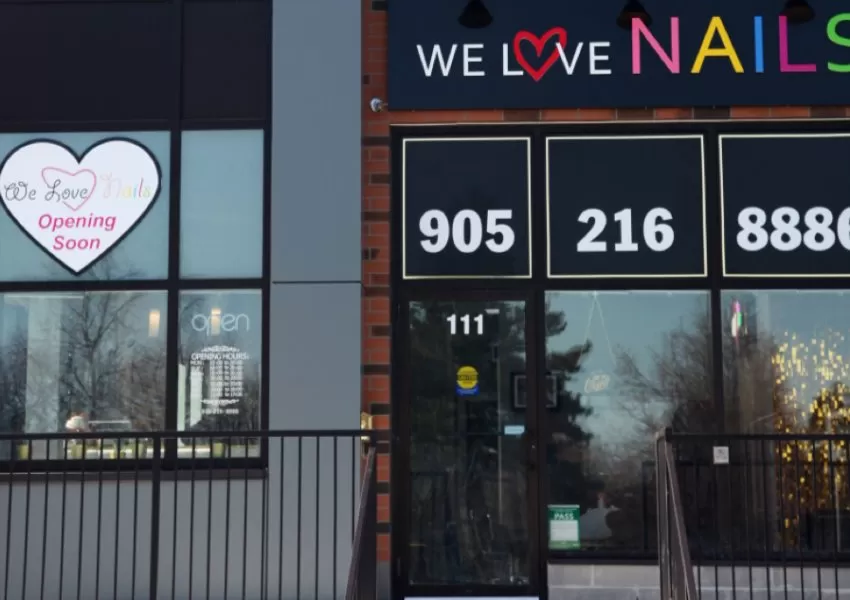 WE LOVE NAILS
We Love Nails
Opening
Soon
905 216 8886
111
open
OPENING HOURS:
PASS